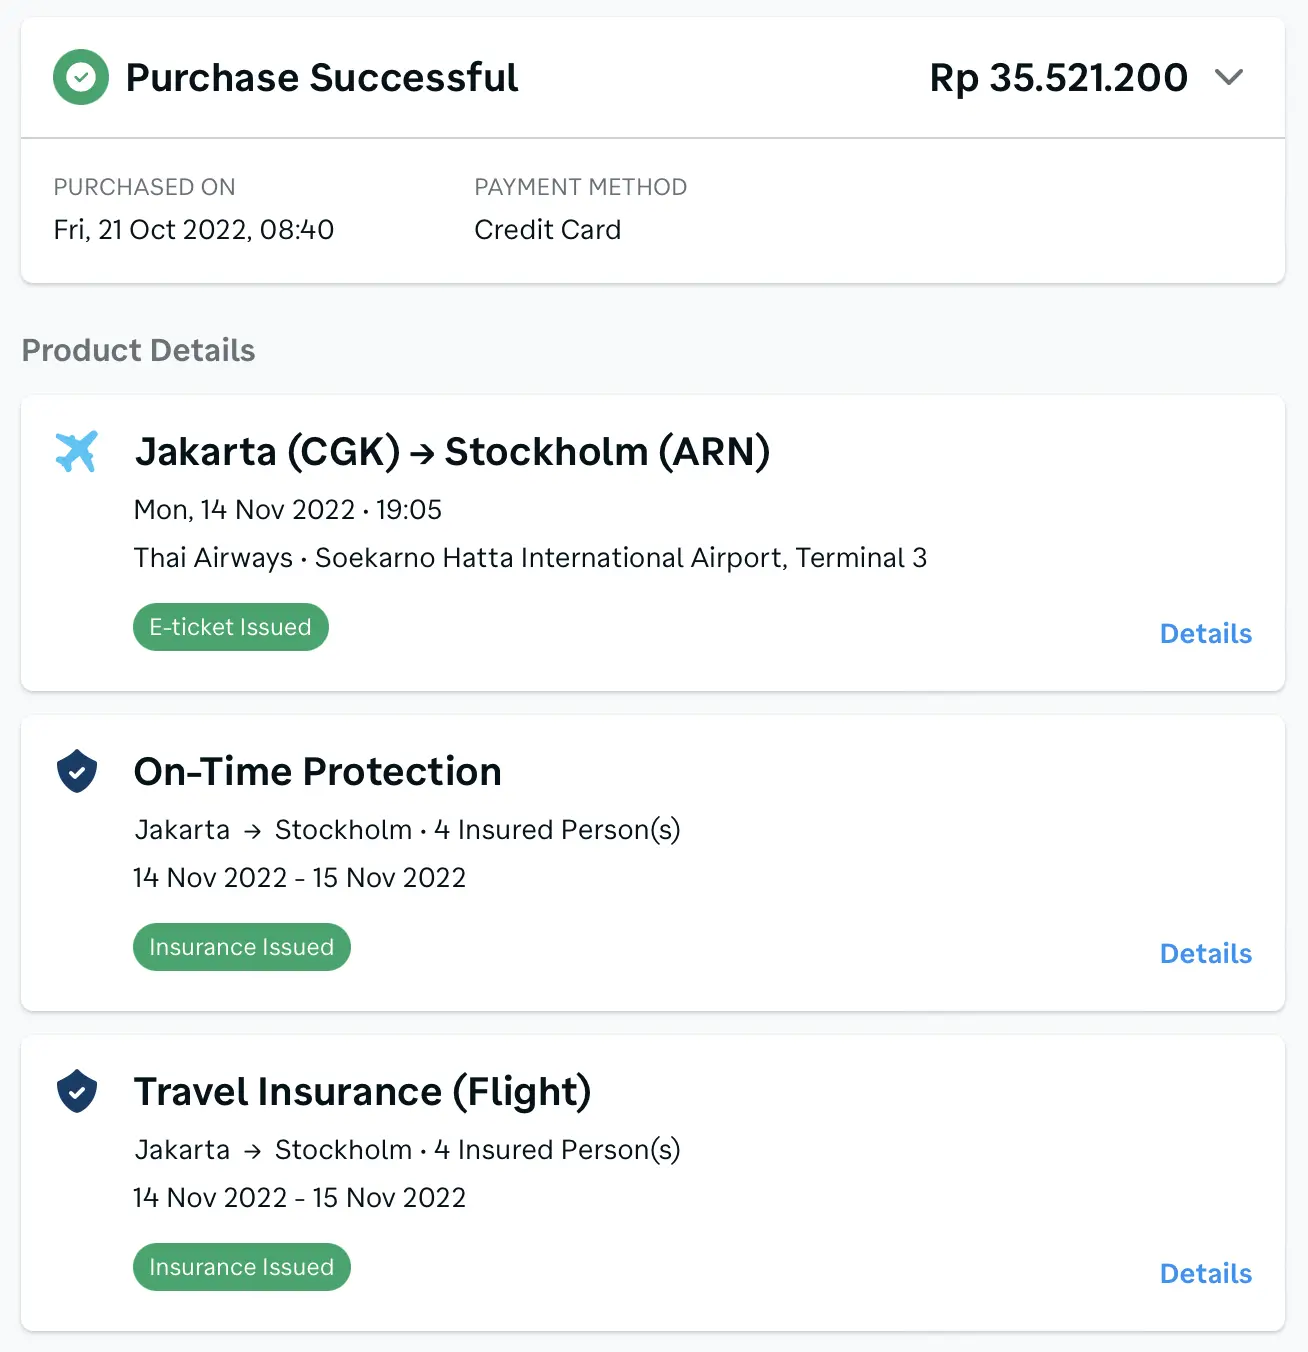 Purchase Successful
Rp 35.521.200
PURCHASED ON
Fri, 21 Oct 2022, 08:40
PAYMENT METHOD
Credit Card
Product Details
Jakarta (CGK) → Stockholm (ARN)
Mon, 14 Nov 2022 • 19:05
Thai Airways • Soekarno Hatta International Airport, Terminal 3
E-ticket Issued
Details
On-Time Protection
Jakarta → Stockholm • 4 Insured Person(s)
14 Nov 2022 - 15 Nov 2022
Insurance Issued
Details
Travel Insurance (Flight)
Jakarta → Stockholm • 4 Insured Person(s)
14 Nov 2022 - 15 Nov 2022
Insurance Issued
Details